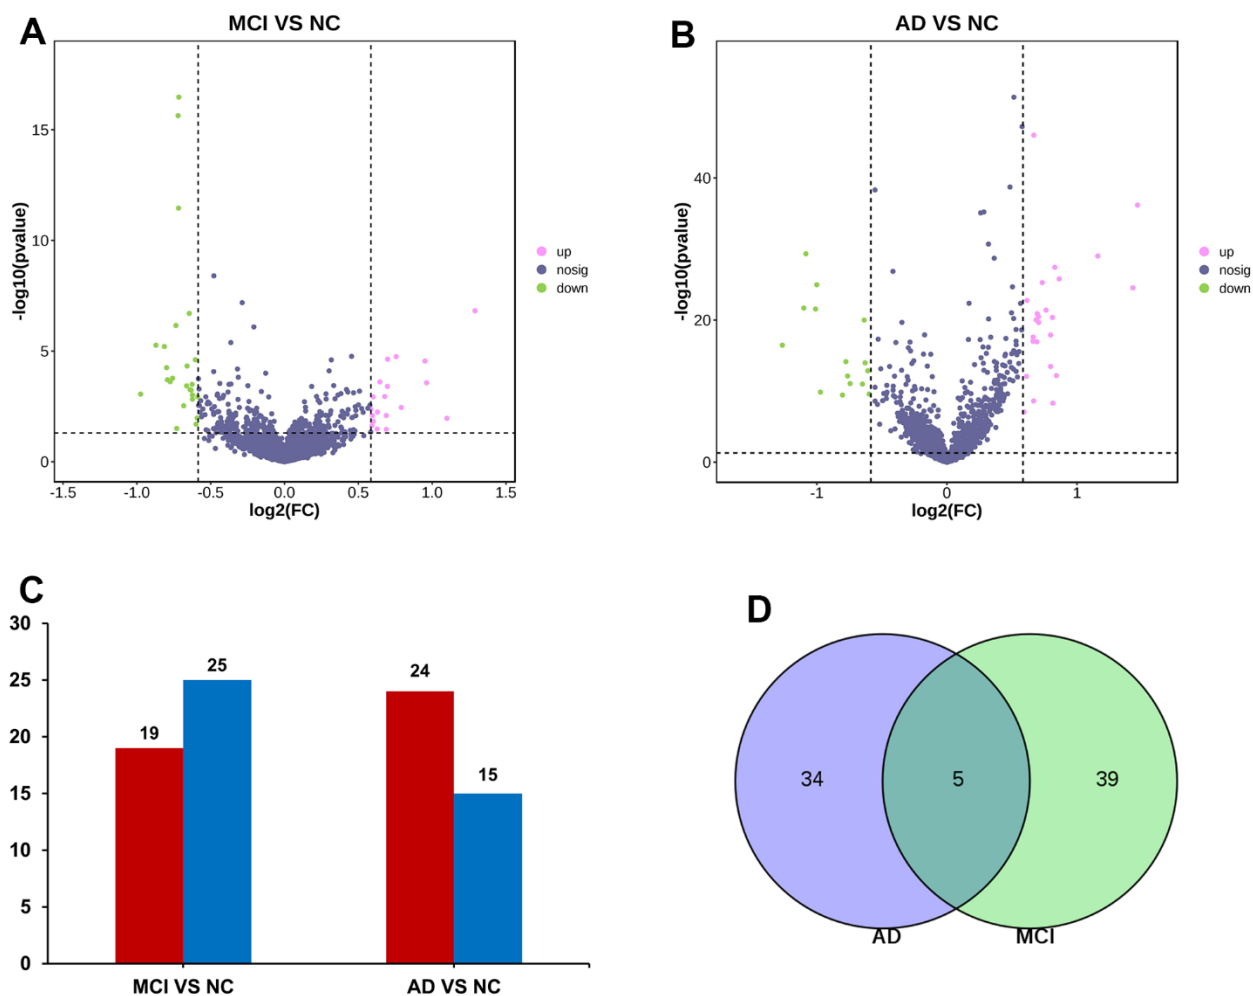 A
MCI VS NC
-log10(pvalue)
15
10
5
0
-1.5 -1.0 -0.5 0.0 0.5 1.0 1.5
log2(FC)
up
nosig
down
B
AD VS NC
-log10(pvalue)
40
20
0
-1 0 1
log2(FC)
up
nosig
down
C
30
25
20
15
10
5
0
19
25
24
15
MCI VS NC
AD VS NC
D
34
5
39
AD
MCI